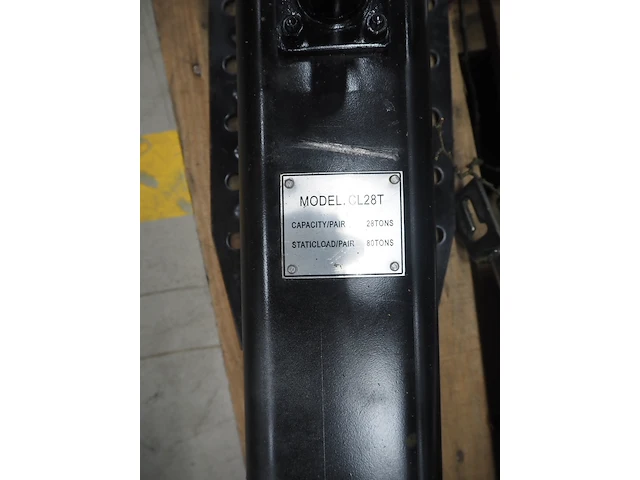 MODEL. CL28T
CAPACITY/PAIR 28TONS
STATICLOAD/PAIR 80TONS